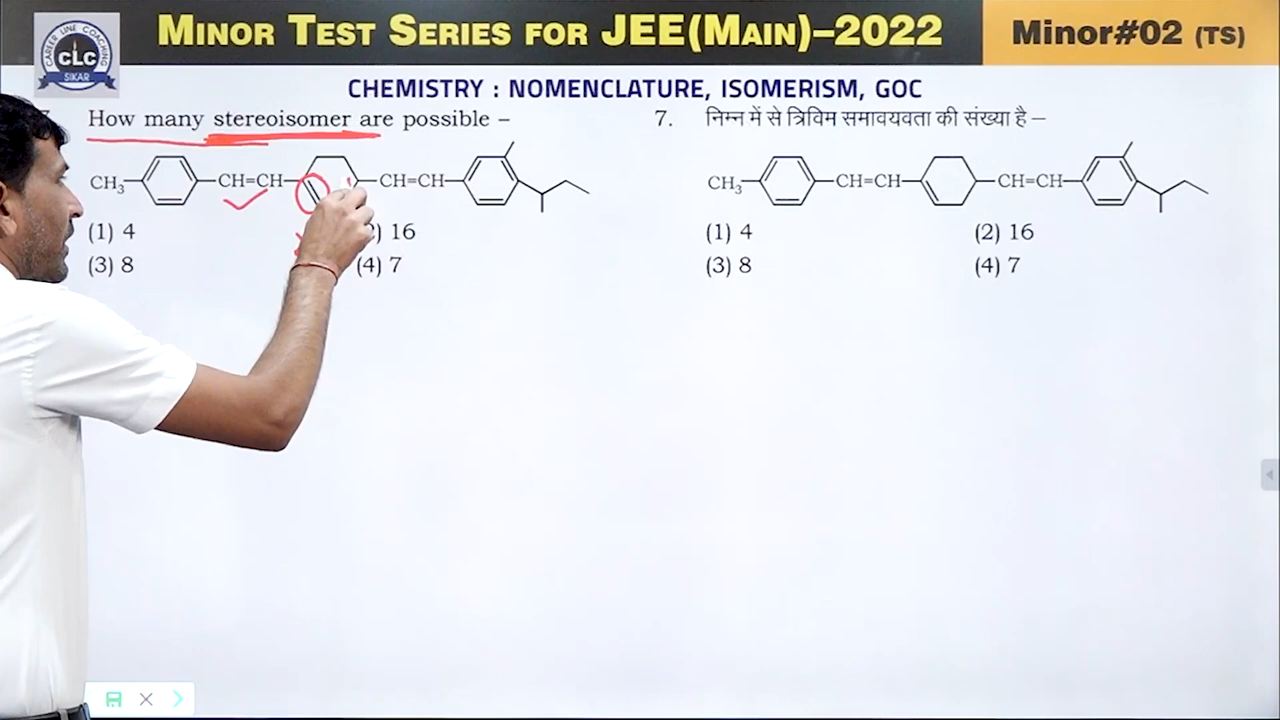 CAREER LINE COACHING
CLC
SIKAR
MINOR TEST SERIES FOR JEE(MAIN)–2022
Minor#02 (TS)
CHEMISTRY : NOMENCLATURE, ISOMERISM, GOC
How many stereoisomer are possible –
CH3 CH=CH CH=CH
(1) 4
16
(3) 8
(4) 7
7. निम्न में से त्रिविम समावयवता की संख्या है –
CH3 CH=CH CH=CH
(1) 4 (2) 16
(3) 8 (4) 7